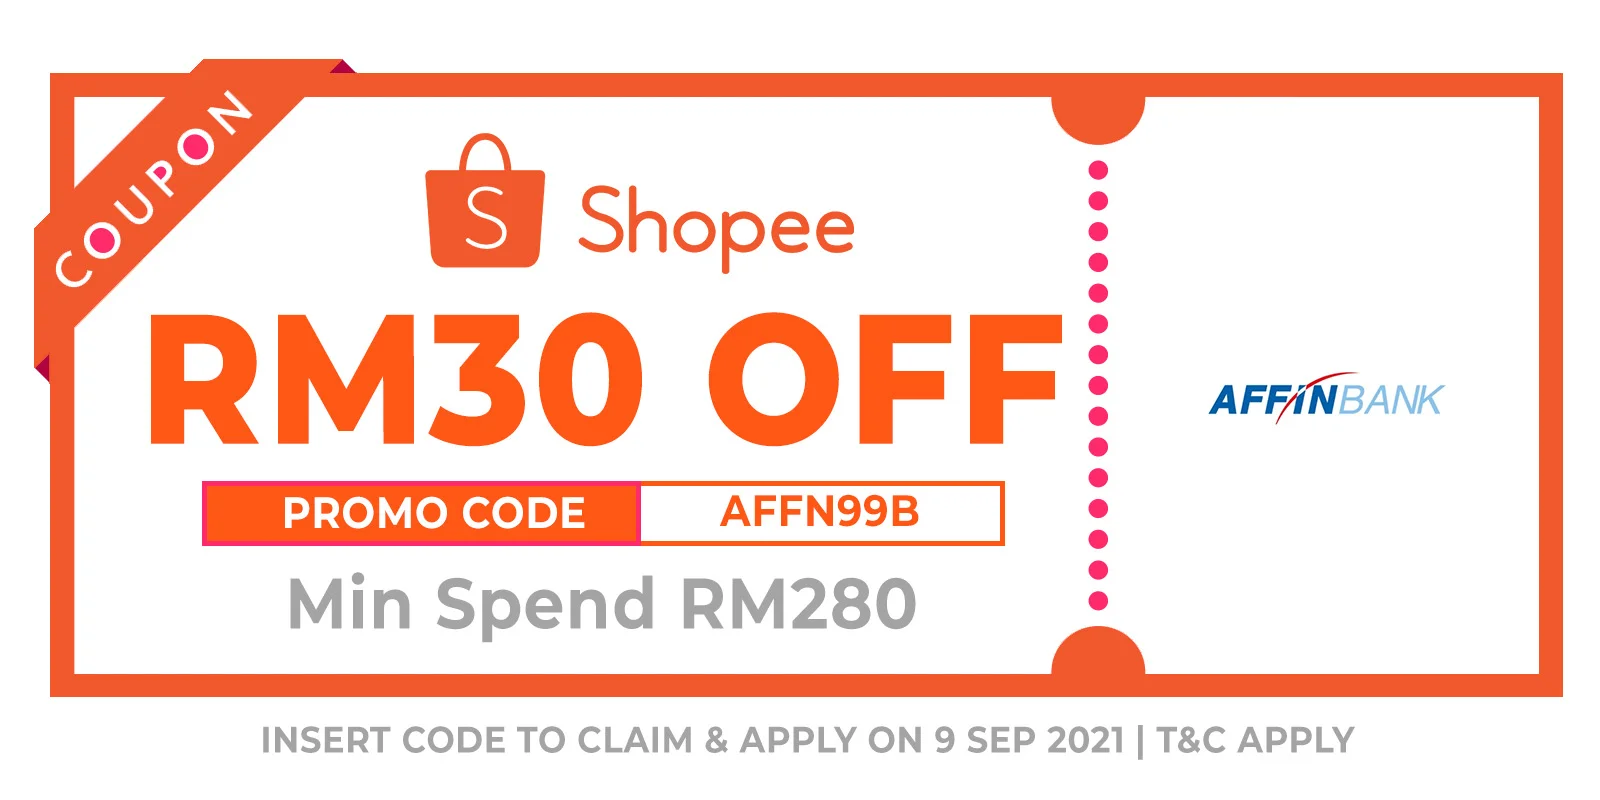 COUPON
S Shopee
RM30 OFF
PROMO CODE AFFN99B
Min Spend RM280
AFFINBANK
INSERT CODE TO CLAIM & APPLY ON 9 SEP 2021 | T&C APPLY